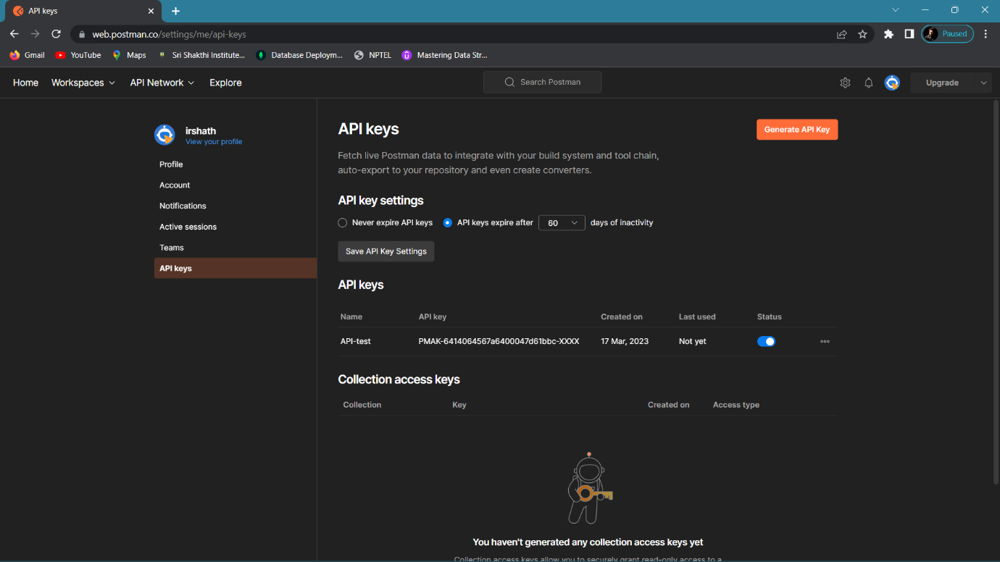 API keys
web.postman.co/settings/me/api-keys
Paused
Gmail YouTube Maps Sri Shakthi Institute... Database Deploym... NPTEL Mastering Data Str...
Home Workspaces API Network Explore Search Postman Upgrade
irshath
View your profile
Profile
Account
Notifications
Active sessions
Teams
API keys
API keys
Generate API Key
Fetch live Postman data to integrate with your build system and tool chain,
auto-export to your repository and even create converters.
API key settings
Never expire API keys API keys expire after 60 days of inactivity
Save API Key Settings
API keys
Name API key Created on Last used Status
API-test PMAK-6414064567a6400047d61bbc-XXXX 17 Mar, 2023 Not yet
Collection access keys
Collection Key Created on Access type
You haven't generated any collection access keys yet
Collection access keys allow you to securely grant read-only access to a